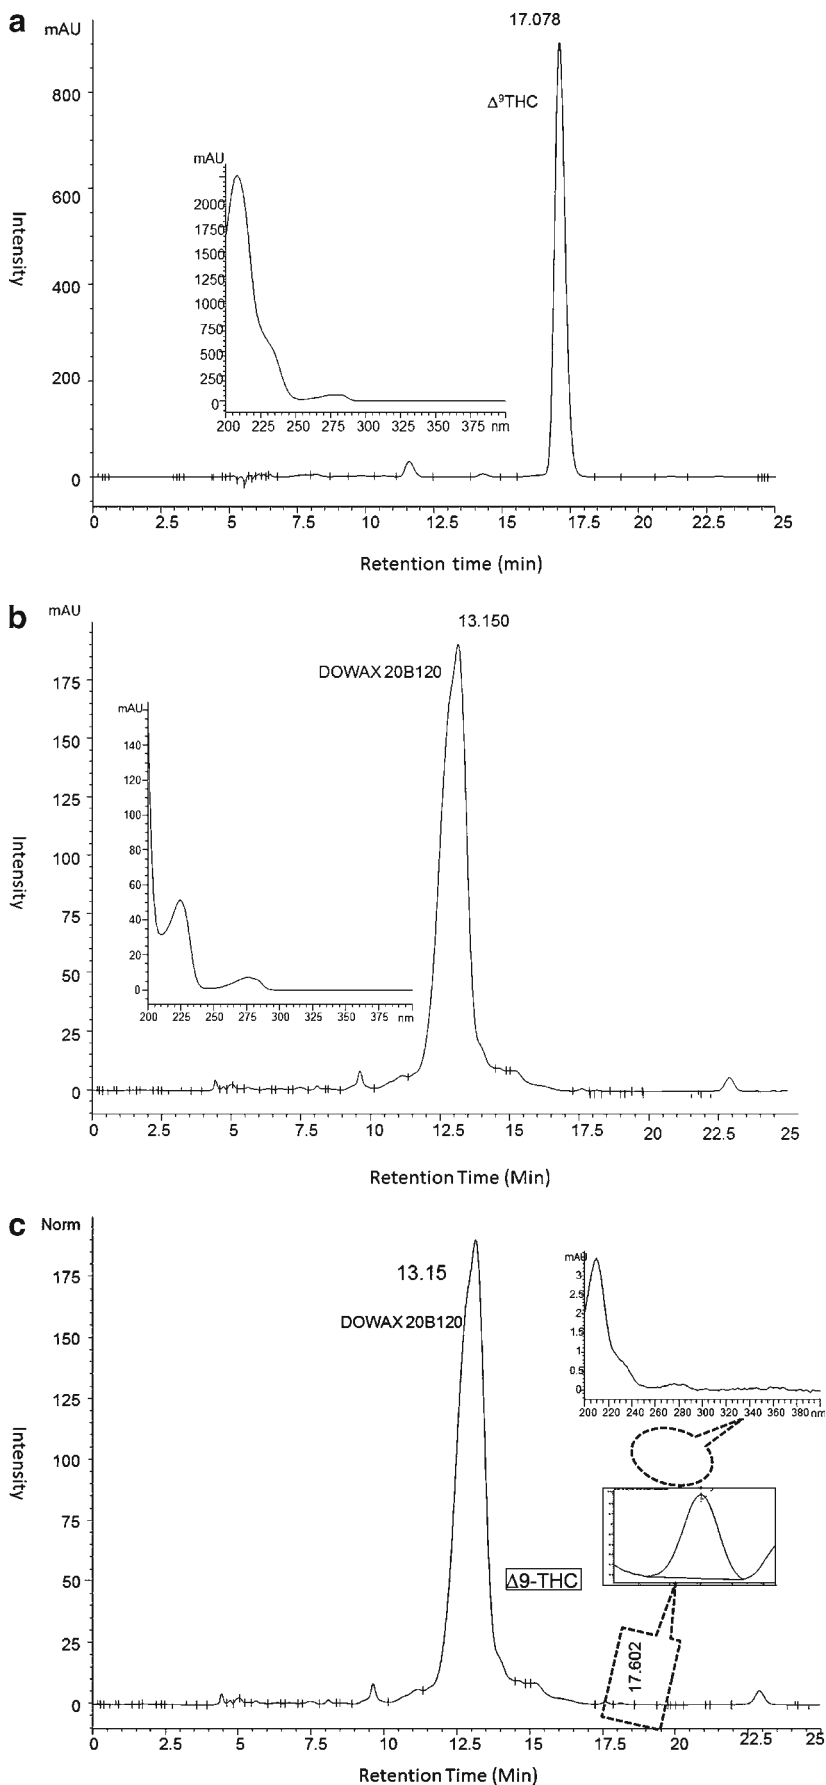 a
mAU
17.078
Δ⁹THC
800
600
400
200
0
Intensity
mAU
2000
1750
1500
1250
1000
750
500
250
0
200 225 250 275 300 325 350 375 nm
0 2.5 5 7.5 10 12.5 15 17.5 20 22.5 25
Retention time (min)
b
mAU
13.150
DOWAX 20B120
175
150
125
100
75
50
25
0
Intensity
mAU
140
120
100
80
60
40
20
0
200 225 250 275 300 325 350 375 nm
0 2.5 5 7.5 10 12.5 15 17.5 20 22.5 25
Retention Time (Min)
c
Norm
13.15
DOWAX 20B120
175
150
125
100
75
50
25
0
Intensity
mAU
3
2.5
2
1.5
1
0.5
0
200 220 240 260 280 300 320 340 360 380 nm
Δ9-THC
17.602
0 2.5 5 7.5 10 12.5 15 17.5 20 22.5 25
Retention Time (Min)